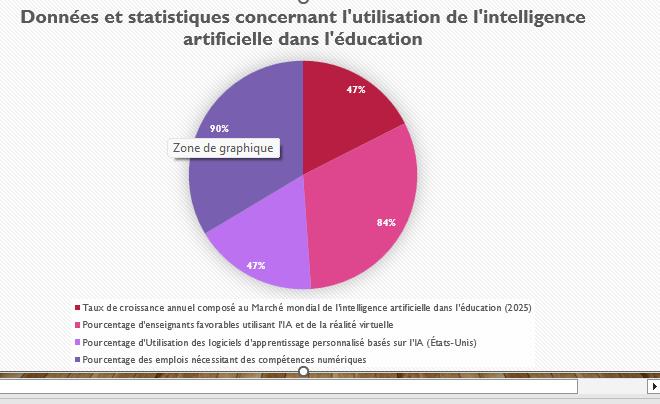 Données et statistiques concernant l'utilisation de l'intelligence
artificielle dans l'éducation
47%
90%
Zone de graphique
84%
47%
Taux de croissance annuel composé au Marché mondial de l'intelligence artificielle dans l'éducation (2025)
Pourcentage d'enseignants favorables utilisant l'IA et de la réalité virtuelle
Pourcentage d'Utilisation des logiciels d'apprentissage personnalisé basés sur l'IA (États-Unis)
Pourcentage des emplois nécessitant des compétences numériques